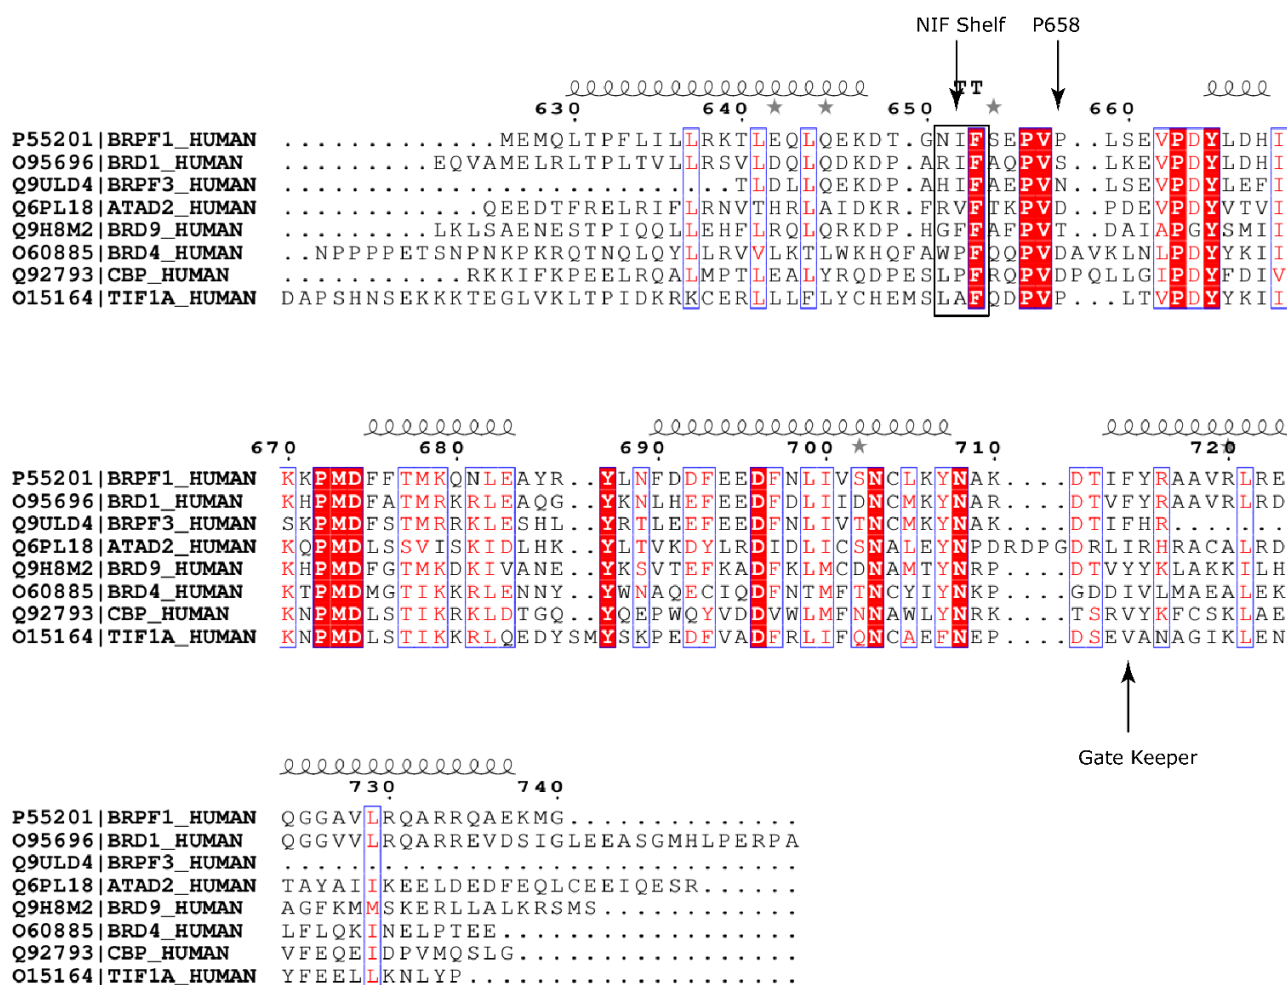 NIF Shelf P658
TT
630 640 650 660
P55201|BRPF1_HUMAN ..............MEMQLTPFLILLRKTLEQLQEKDT.GNIFSEPVP..LSEVPDYLDHI
O95696|BRD1_HUMAN .........EQVAMELRLTPLTVLLRSVLDQLQDKDP.ARIFAQPVS..LKEVPDYLDHI
Q9ULD4|BRPF3_HUMAN ...........................TLDLLQEKDP.AHIFAEPVN..LSEVPDYLEFI
Q6PL18|ATAD2_HUMAN ............QEEDTFRELRIFLRNVTHRLAIDKR.FRVFTKPVD..PDEVPDYVTVI
Q9H8M2|BRD9_HUMAN .........LKLSAENESTPIQQLLEHFLRQLQRKDP.HGFFAFPVT..DAIAPGYSMII
O60885|BRD4_HUMAN ..NPPPPETSNPNKPKRQTNQLQYLLRVVLKTLWKHQFAWPFQQPVDAVKLNLPDYYKII
Q92793|CBP_HUMAN ...........RKKIFKPEELRQALMPTLEALYRQDPESLPFRQPVDPQLLGIPDYFDIV
O15164|TIF1A_HUMAN DAPSHNSEKKKTEGLVKLTPIDKRKCERLLLFLYCHEMSLAFQDPVP...LTVPDYYKII
670 680 690 700 710 720
P55201|BRPF1_HUMAN KKPMDFFTMKQNLEAYR..YLNFDDFEEDFNLIVSNCLKYNAK....DTIFYRAAVRLRE
O95696|BRD1_HUMAN KHPMDFATMRKRLEAQG..YKNLHEFEEDFDLIIDNCMKYNAK....DTVFYRAAVRLRD
Q9ULD4|BRPF3_HUMAN SKPMDFSTMRRKLESHL..YRTLEEFEEDFNLIVTNCMKYNAK....DTIFHR.......
Q6PL18|ATAD2_HUMAN KQPMDLSSVISKIDLHK..YLTVKDYLRDIDLICSNALEYNPDRDPGDRLIRHRACALRD
Q9H8M2|BRD9_HUMAN KHPMDFGTMKDKIVANE..YKSVTEFKADFKLMCDNAMTYNRP....DTVYYKLAKKILH
O60885|BRD4_HUMAN KTPMDMGTIKKRLENNY..YWNAQECIQDFNTMFTNCYIYNKP....GDDIVLMAEALEK
Q92793|CBP_HUMAN KNPMDLSTIKRKLDTGQ..YQEPWQYVDDVWLMFNNAWLYNRK....TSRVYKFCSKLAE
O15164|TIF1A_HUMAN KNPMDLSTIKKRLQEDYSMYSKPEDFVADFRLIFQNCAEFNEP....DSEVANAGIKLEN
Gate Keeper
730 740
P55201|BRPF1_HUMAN QGGAVLRQARRQAEKMG..............
O95696|BRD1_HUMAN QGGVVLRQARREVDSIGLEEASGMHLPERPA
Q9ULD4|BRPF3_HUMAN ...............................
Q6PL18|ATAD2_HUMAN TAYAIIKEELDEDFEQLCEEIQESR......
Q9H8M2|BRD9_HUMAN AGFKMMSKERLLALKRSMS............
O60885|BRD4_HUMAN LFLQKINELPTEE..................
Q92793|CBP_HUMAN VFEQEIDPVMQSLG.................
O15164|TIF1A_HUMAN YFEELLKNLYP....................